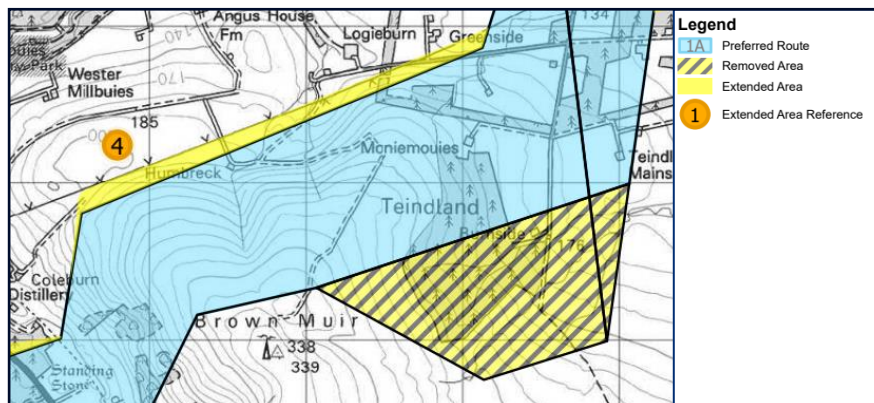 Angus House
Fm
Logieburn
Greenside
134
140
170
Wester
Millbuies
185
4
Humbreck
Mcniemouies
Teindland
Teindl
Mains
Burnside
176
Coleburn
Distillery
Brown Muir
338
339
Standing
Stone
Legend
1A Preferred Route
Removed Area
Extended Area
1 Extended Area Reference